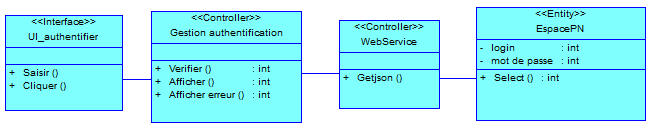 <<Interface>>
UI_authentifier
+ Saisir ()
+ Cliquer ()
<<Controller>>
Gestion authentification
+ Verifier () : int
+ Afficher () : int
+ Afficher erreur () : int
<<Controller>>
WebService
+ Getjson ()
<<Entity>>
EspacePN
- login : int
- mot de passe : int
+ Select () : int